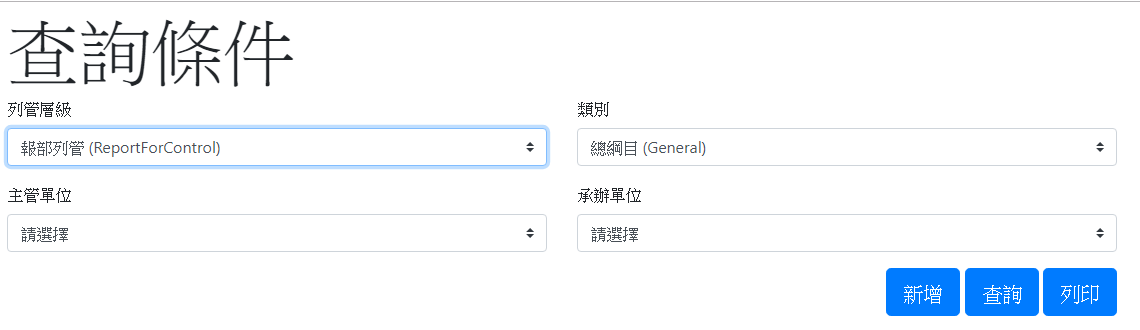 查詢條件
列管層級 類別
報部列管 (ReportForControl) 總綱目 (General)
主管單位 承辦單位
請選擇 請選擇
新增 查詢 列印